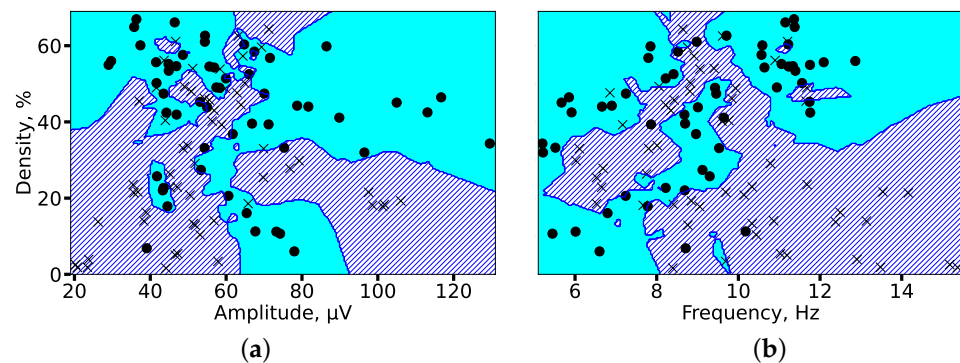 60
40
20
0
Density, %
20 40 60 80 100 120
6 8 10 12 14
Amplitude, μV
Frequency, Hz
(a)
(b)